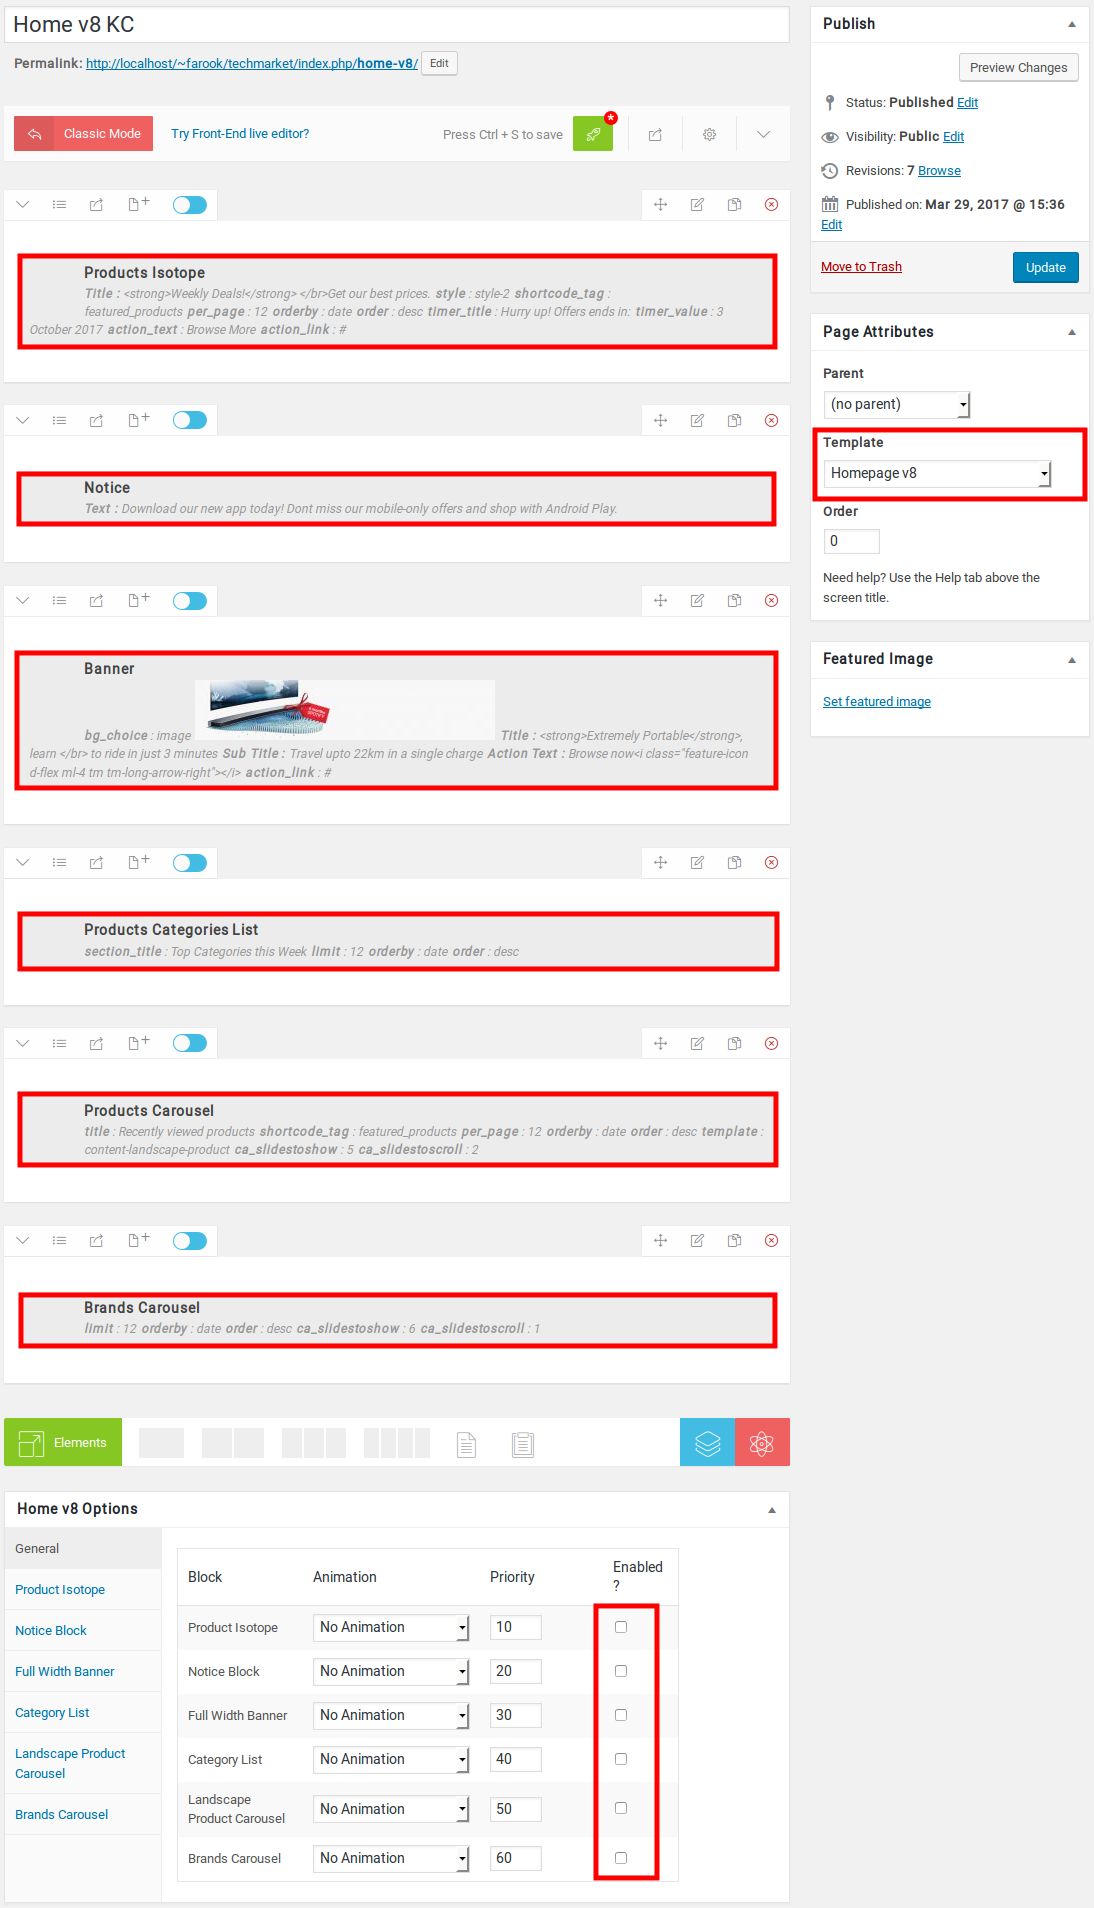 Home v8 KC
Permalink: http://localhost/~farook/techmarket/index.php/home-v8/ Edit
Classic Mode Try Front-End live editor? Press Ctrl + S to save *
Products Isotope
Title : <strong>Weekly Deals!</strong> </br>Get our best prices. style : style-2 shortcode_tag :
featured_products per_page : 12 orderby : date order : desc timer_title : Hurry up! Offers ends in: timer_value : 3
October 2017 action_text : Browse More action_link : #
Notice
Text : Download our new app today! Dont miss our mobile-only offers and shop with Android Play.
Banner
bg_choice : image Title : <strong>Extremely Portable</strong>,
learn </br> to ride in just 3 minutes Sub Title : Travel upto 22km in a single charge Action Text : Browse now<i class="feature-icon
d-flex ml-4 tm tm-long-arrow-right"></i> action_link : #
Products Categories List
section_title : Top Categories this Week limit : 12 orderby : date order : desc
Products Carousel
title : Recently viewed products shortcode_tag : featured_products per_page : 12 orderby : date order : desc template :
content-landscape-product ca_slidestoshow : 5 ca_slidestoscroll : 2
Brands Carousel
limit : 12 orderby : date order : desc ca_slidestoshow : 6 ca_slidestoscroll : 1
Elements
Home v8 Options
General
Product Isotope
Notice Block
Full Width Banner
Category List
Landscape Product
Carousel
Brands Carousel
Block Animation Priority Enabled
?
Product Isotope No Animation 10
Notice Block No Animation 20
Full Width Banner No Animation 30
Category List No Animation 40
Landscape
Product Carousel No Animation 50
Brands Carousel No Animation 60
Publish
Preview Changes
Status: Published Edit
Visibility: Public Edit
Revisions: 7 Browse
Published on: Mar 29, 2017 @ 15:36
Edit
Move to Trash Update
Page Attributes
Parent
(no parent)
Template
Homepage v8
Order
0
Need help? Use the Help tab above the
screen title.
Featured Image
Set featured image